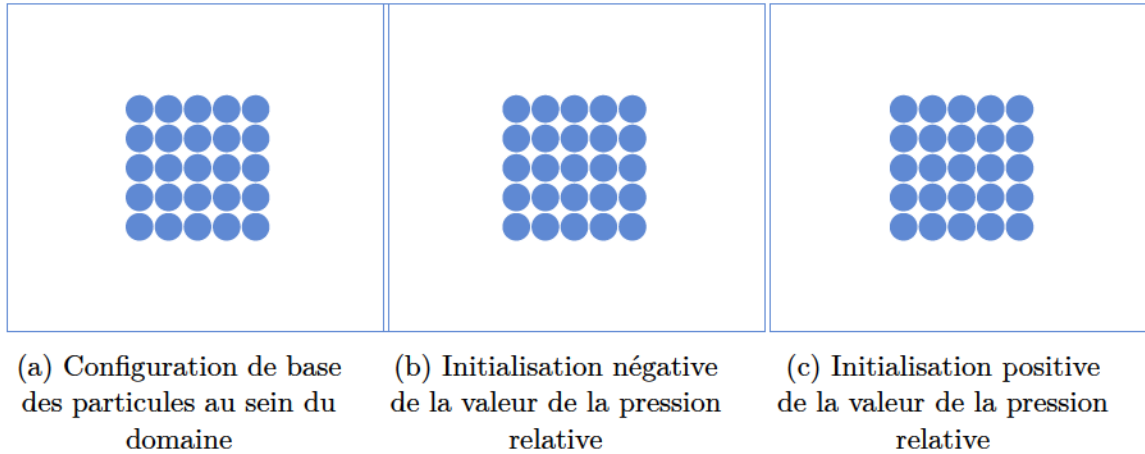 (a) Configuration de base
des particules au sein du
domaine
(b) Initialisation négative
de la valeur de la pression
relative
(c) Initialisation positive
de la valeur de la pression
relative